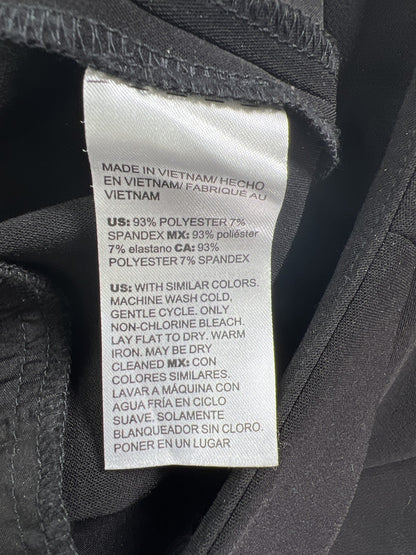 MADE IN VIETNAM/ HECHO
EN VIETNAM/ FABRIQUÉ AU
VIETNAM
US: 93% POLYESTER 7%
SPANDEX MX: 93% poliéster
7% elastano CA: 93%
POLYESTER 7% SPANDEX
US: WITH SIMILAR COLORS.
MACHINE WASH COLD,
GENTLE CYCLE. ONLY
NON-CHLORINE BLEACH.
LAY FLAT TO DRY. WARM
IRON. MAY BE DRY
CLEANED MX: CON
COLORES SIMILARES.
LAVAR A MÁQUINA CON
AGUA FRÍA EN CICLO
SUAVE. SOLAMENTE
BLANQUEADOR SIN CLORO.
PONER EN UN LUGAR